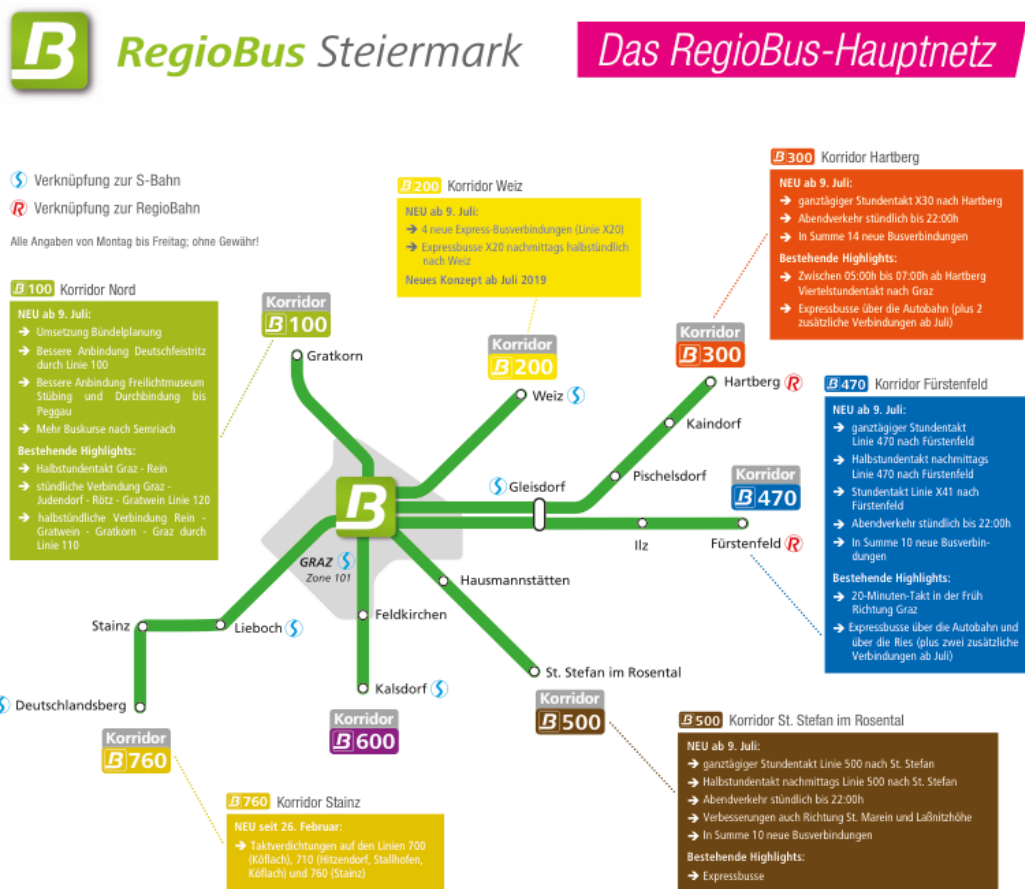 B RegioBus Steiermark
Das RegioBus-Hauptnetz
Verknüpfung zur S-Bahn
R Verknüpfung zur RegioBahn
Alle Angaben von Montag bis Freitag; ohne Gewähr!
B 100 Korridor Nord
NEU ab 9. Juli:
→ Umsetzung Bündelplanung
→ Bessere Anbindung Deutschfeistritz
durch Linie 100
→ Bessere Anbindung Freilichtmuseum
Stübing und Durchbindung bis
Peggau
→ Mehr Buskurse nach Semriach
Bestehende Highlights:
→ Halbstundentakt Graz - Rein
→ stündliche Verbindung Graz -
Judendorf - Rötz - Gratwein Linie 120
→ halbstündliche Verbindung Rein -
Gratwein - Gratkorn - Graz durch
Linie 110
B 200 Korridor Weiz
NEU ab 9. Juli:
→ 4 neue Express-Busverbindungen (Linie X20)
→ Expressbusse X20 nachmittags halbstündlich
nach Weiz
Neues Konzept ab Juli 2019
B 300 Korridor Hartberg
NEU ab 9. Juli:
→ ganztägiger Stundentakt X30 nach Hartberg
→ Abendverkehr stündlich bis 22:00h
→ In Summe 14 neue Busverbindungen
Bestehende Highlights:
→ Zwischen 05:00h bis 07:00h ab Hartberg
Viertelstundentakt nach Graz
→ Expressbusse über die Autobahn (plus 2
zusätzliche Verbindungen ab Juli)
B 470 Korridor Fürstenfeld
NEU ab 9. Juli:
→ ganztägiger Stundentakt
Linie 470 nach Fürstenfeld
→ Halbstundentakt nachmittags
Linie 470 nach Fürstenfeld
→ Stundentakt Linie X41 nach
Fürstenfeld
→ Abendverkehr stündlich bis 22:00h
→ In Summe 10 neue Busverbin-
dungen
Bestehende Highlights:
→ 20-Minuten-Takt in der Früh
Richtung Graz
→ Expressbusse über die Autobahn und
über die Ries (plus zwei zusätzliche
Verbindungen ab Juli)
Korridor
B 100
Gratkorn
Korridor
B 200
Weiz
Korridor
B 300
Hartberg R
Kaindorf
Pischelsdorf
Gleisdorf
Korridor
B 470
Ilz
Fürstenfeld R
B
GRAZ
Zone 101
Hausmannstätten
Feldkirchen
Stainz
Lieboch
St. Stefan im Rosental
Kalsdorf
Deutschlandsberg
Korridor
B 500
Korridor
B 600
Korridor
B 760
B 500 Korridor St. Stefan im Rosental
NEU ab 9. Juli:
→ ganztägiger Stundentakt Linie 500 nach St. Stefan
→ Halbstundentakt nachmittags Linie 500 nach St. Stefan
→ Abendverkehr stündlich bis 22:00h
→ Verbesserungen auch Richtung St. Marein und Laßnitzhöhe
→ In Summe 10 neue Busverbindungen
Bestehende Highlights:
→ Expressbusse
B 760 Korridor Stainz
NEU seit 26. Februar:
→ Taktverdichtungen auf den Linien 700
(Köflach), 710 (Hitzendorf, Stallhofen,
Köflach) und 760 (Stainz)